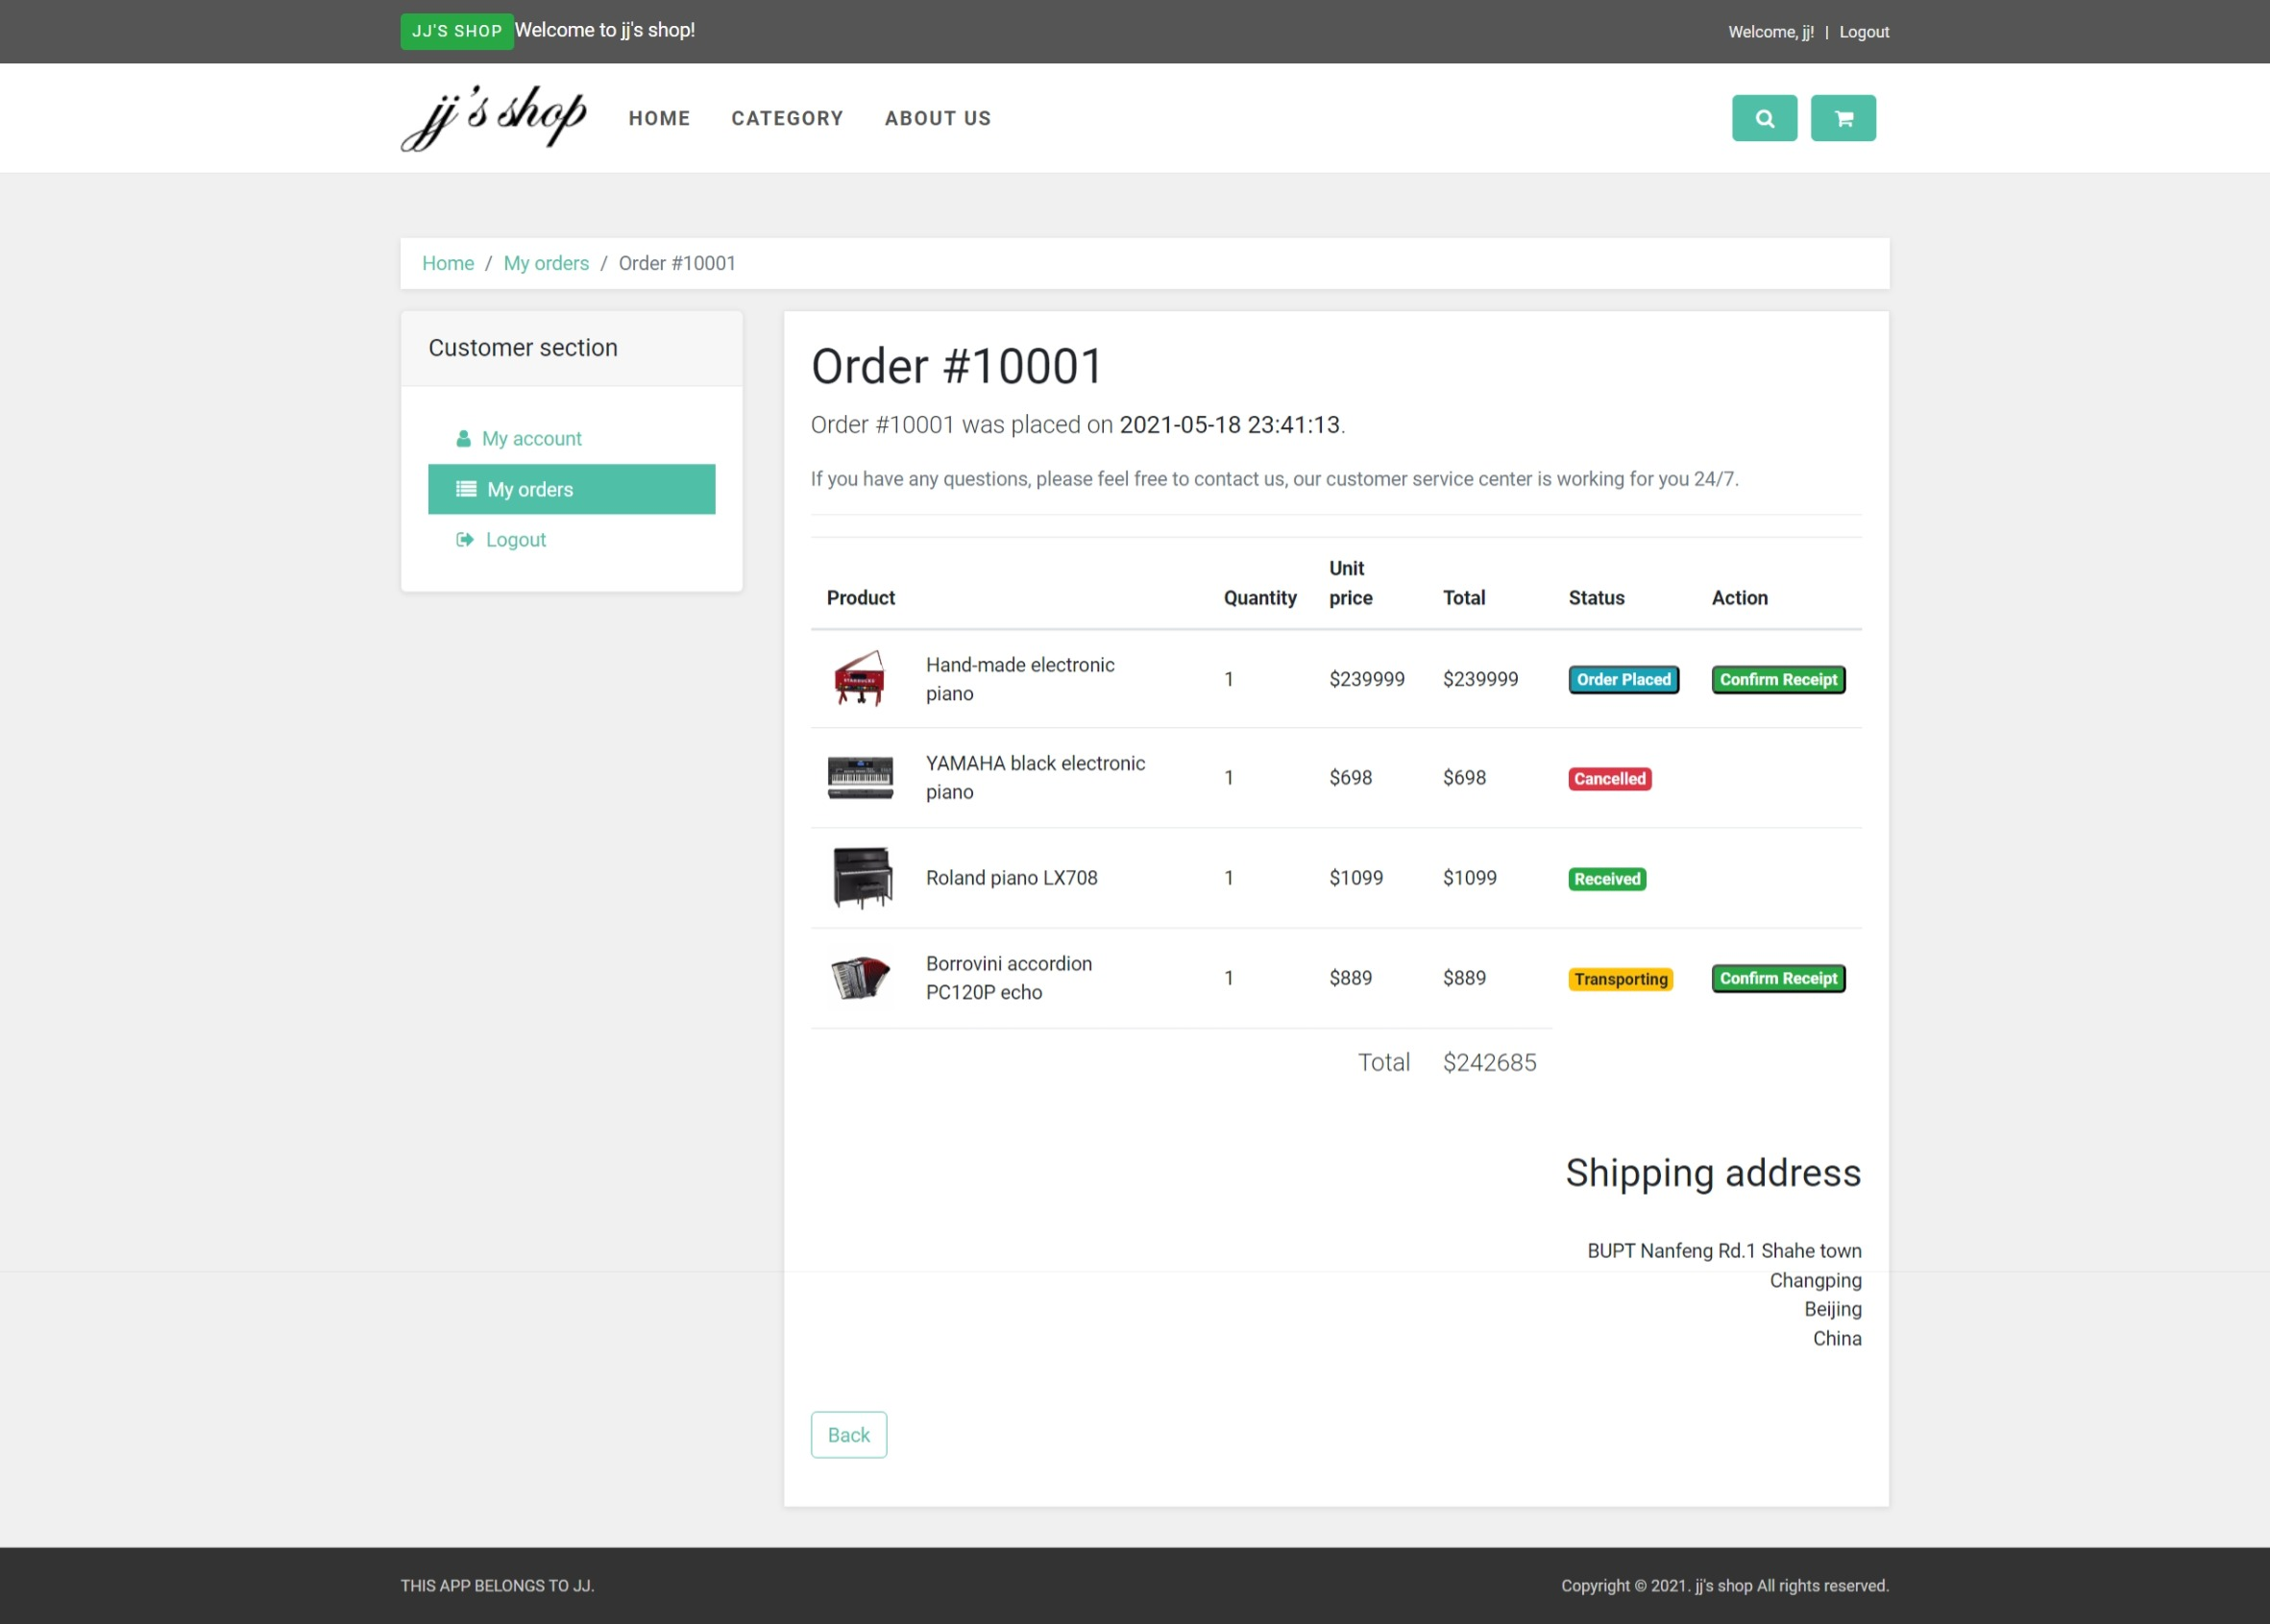 JJ'S SHOP Welcome to jj's shop!
Welcome, jj! | Logout
jj's shop
HOME CATEGORY ABOUT US
Home / My orders / Order #10001
Customer section
My account
My orders
Logout
Order #10001
Order #10001 was placed on 2021-05-18 23:41:13.
If you have any questions, please feel free to contact us, our customer service center is working for you 24/7.
Product Quantity Unit price Total Status Action
STARBUCKS
Hand-made electronic
piano
1 $239999 $239999 Order Placed Confirm Receipt
YAMAHA black electronic
piano
1 $698 $698 Cancelled
Roland piano LX708 1 $1099 $1099 Received
Borrovini accordion
PC120P echo
1 $889 $889 Transporting Confirm Receipt
Total $242685
Shipping address
BUPT Nanfeng Rd.1 Shahe town
Changping
Beijing
China
Back
THIS APP BELONGS TO JJ.
Copyright © 2021. jj's shop All rights reserved.